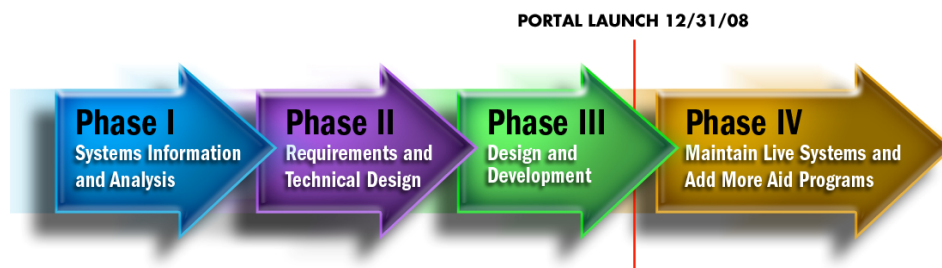 PORTAL LAUNCH 12/31/08
Phase I
Systems Information
and Analysis
Phase II
Requirements and
Technical Design
Phase III
Design and
Development
Phase IV
Maintain Live Systems and
Add More Aid Programs